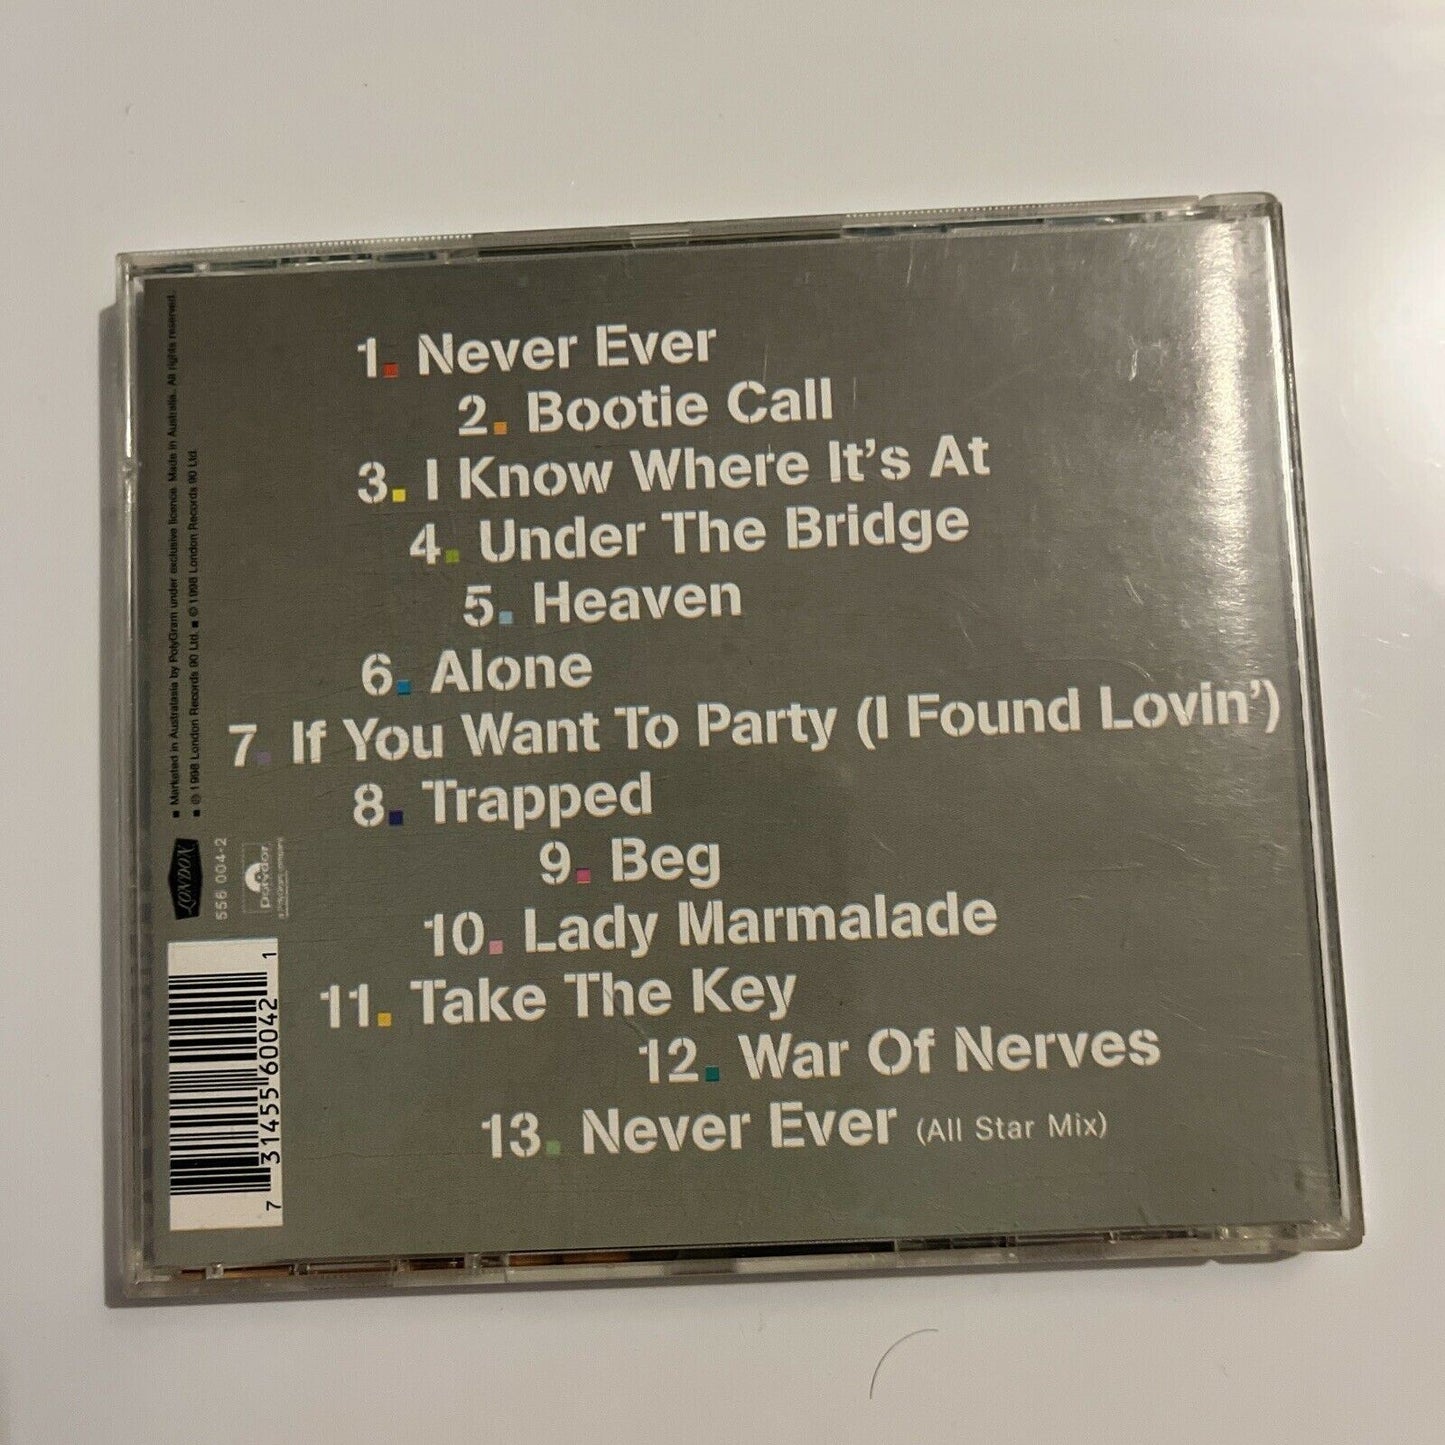 1. Never Ever
2. Bootie Call
3. I Know Where It's At
4. Under The Bridge
5. Heaven
6. Alone
7. If You Want To Party (I Found Lovin')
8. Trapped
9. Beg
10. Lady Marmalade
11. Take The Key
12. War Of Nerves
13. Never Ever (All Star Mix)
■ Marketed in Australasia by PolyGram under exclusive licence. Made in Australia. All rights reserved.
■ ℗ 1998 London Records 90 Ltd. ■ © 1998 London Records 90 Ltd.
LONDON
556 004-2
polydor
a PolyGram company
7 31455 60042 1